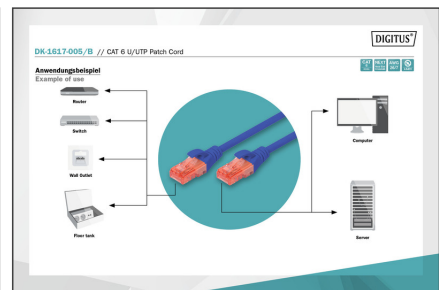 DIGITUS®
DK-1617-005/B // CAT 6 U/UTP Patch Cord
Anwendungsbeispiel
Example of use
CAT
Router
Switch
Wall Outlet
Floor tank
Computer
Server